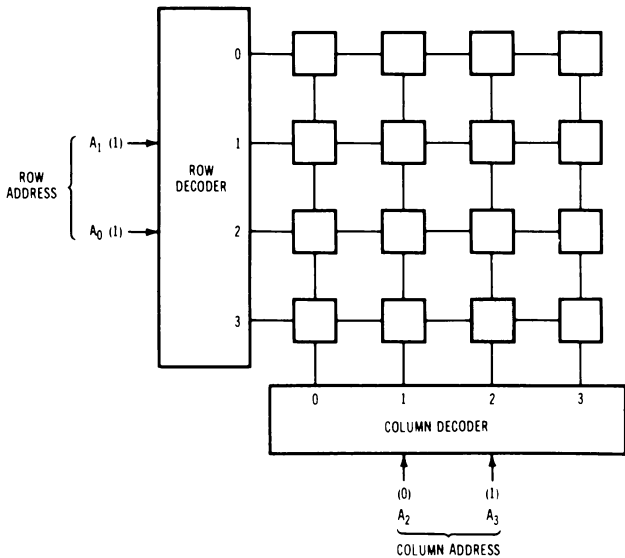 0
A₁ (1)
1
ROW ADDRESS
ROW DECODER
A₀ (1)
2
3
0 1 2 3
COLUMN DECODER
(0) (1)
A₂ A₃
COLUMN ADDRESS